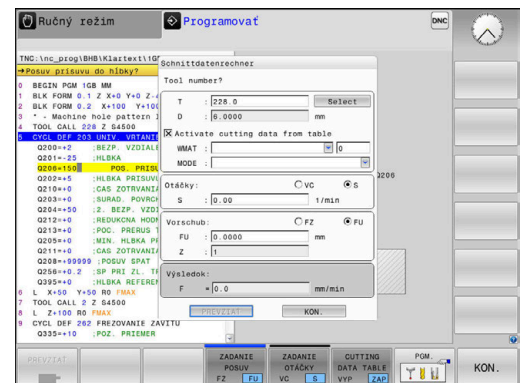 Ručný režim
Programovať
DNC
TNC:\nc_prog\BHB\Klartext\1G
→Posuv prísuvu do hĺbky?
0 BEGIN PGM 1GB MM
1 BLK FORM 0.1 Z X+0 Y+0 Z-4
2 BLK FORM 0.2 X+100 Y+100
3 * - Machine hole pattern I
4 TOOL CALL 228 Z S4500
5 CYCL DEF 203 UNIV. VRTANIE
Q200=+2 ;BEZP. VZDIALE
Q201=-25 ;HLBKA
Q206=150 POS. PRISU
Q202=+5 ;HLBKA PRISUVU
Q210=+0 ;CAS ZOTRVANIA
Q203=+0 ;SURAD. POVRCH
Q204=+50 ;2. BEZP. VZDI
Q212=+0 ;REDUKCNA HODN
Q213=+0 ;POC. PRERUS T
Q205=+0 ;MIN. HLBKA PR
Q211=+0 ;CAS ZOTRVANIA
Q208=+99999 ;POSUV SPAT
Q256=+0.2 ;SP PRI ZL. TR
Q395=+0 ;HLBKA REFEREN
6 L X+50 Y+50 R0 FMAX
7 TOOL CALL 2 Z S4500
8 L Z+100 R0 FMAX
9 CYCL DEF 262 FREZOVANIE ZAVITU
Q335=+10 ;POZ. PRIEMER
Schnittdatenrechner
Tool number?
T : 228.0 Select
D : 6.0000 mm
Activate cutting data from table
WMAT : 0
MODE :
Otáčky: VC S
S : 0.00 1/min
Vorschub: FZ FU
FU : 0.0000 mm
Z : 1
Výsledok:
F = 0.0 mm/min
PREVZIAŤ KON.
Q206
PREVZIAŤ
ZADANIE POSUV
FZ FU
ZADANIE OTÁČKY
VC S
CUTTING DATA TABLE
VYP ZAP
PGM.
KON.